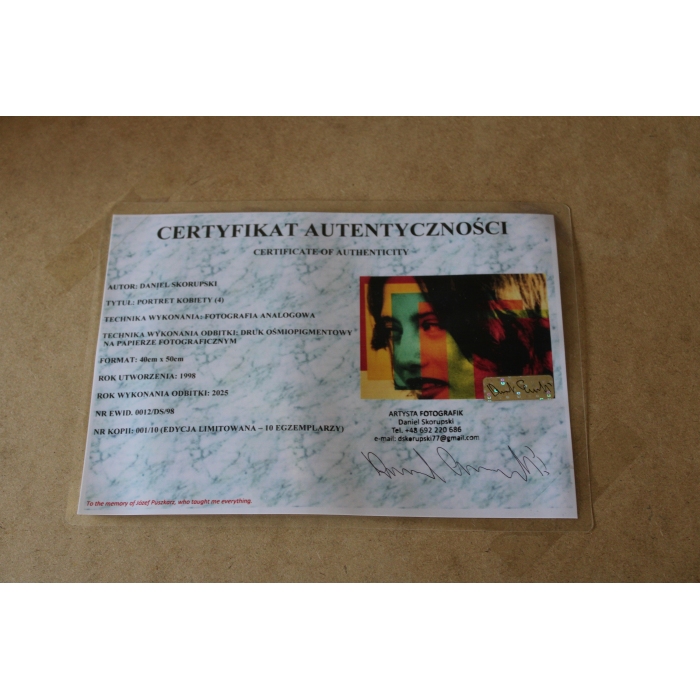 CERTYFIKAT AUTENTYCZNOŚCI
CERTIFICATE OF AUTHENTICITY
AUTOR: DANIEL SKORUPSKI
TYTUŁ: PORTRET KOBIETY (4)
TECHNIKA WYKONANIA: FOTOGRAFIA ANALOGOWA
TECHNIKA WYKONANIA ODBITKI: DRUK OŚMIOPIGMENTOWY
NA PAPIERZE FOTOGRAFICZNYM
FORMAT: 40cm x 50cm
ROK UTWORZENIA: 1998
ROK WYKONANIA ODBITKI: 2025
NR EWID. 0012/DS/98
NR KOPII: 001/10 (EDYCJA LIMITOWANA – 10 EGZEMPLARZY)
ARTYSTA FOTOGRAFIK
Daniel Skorupski
Tel. +48 692 220 686
e-mail: dskorupski77@gmail.com
To the memory of Józef Puszkarz, who taught me everything.